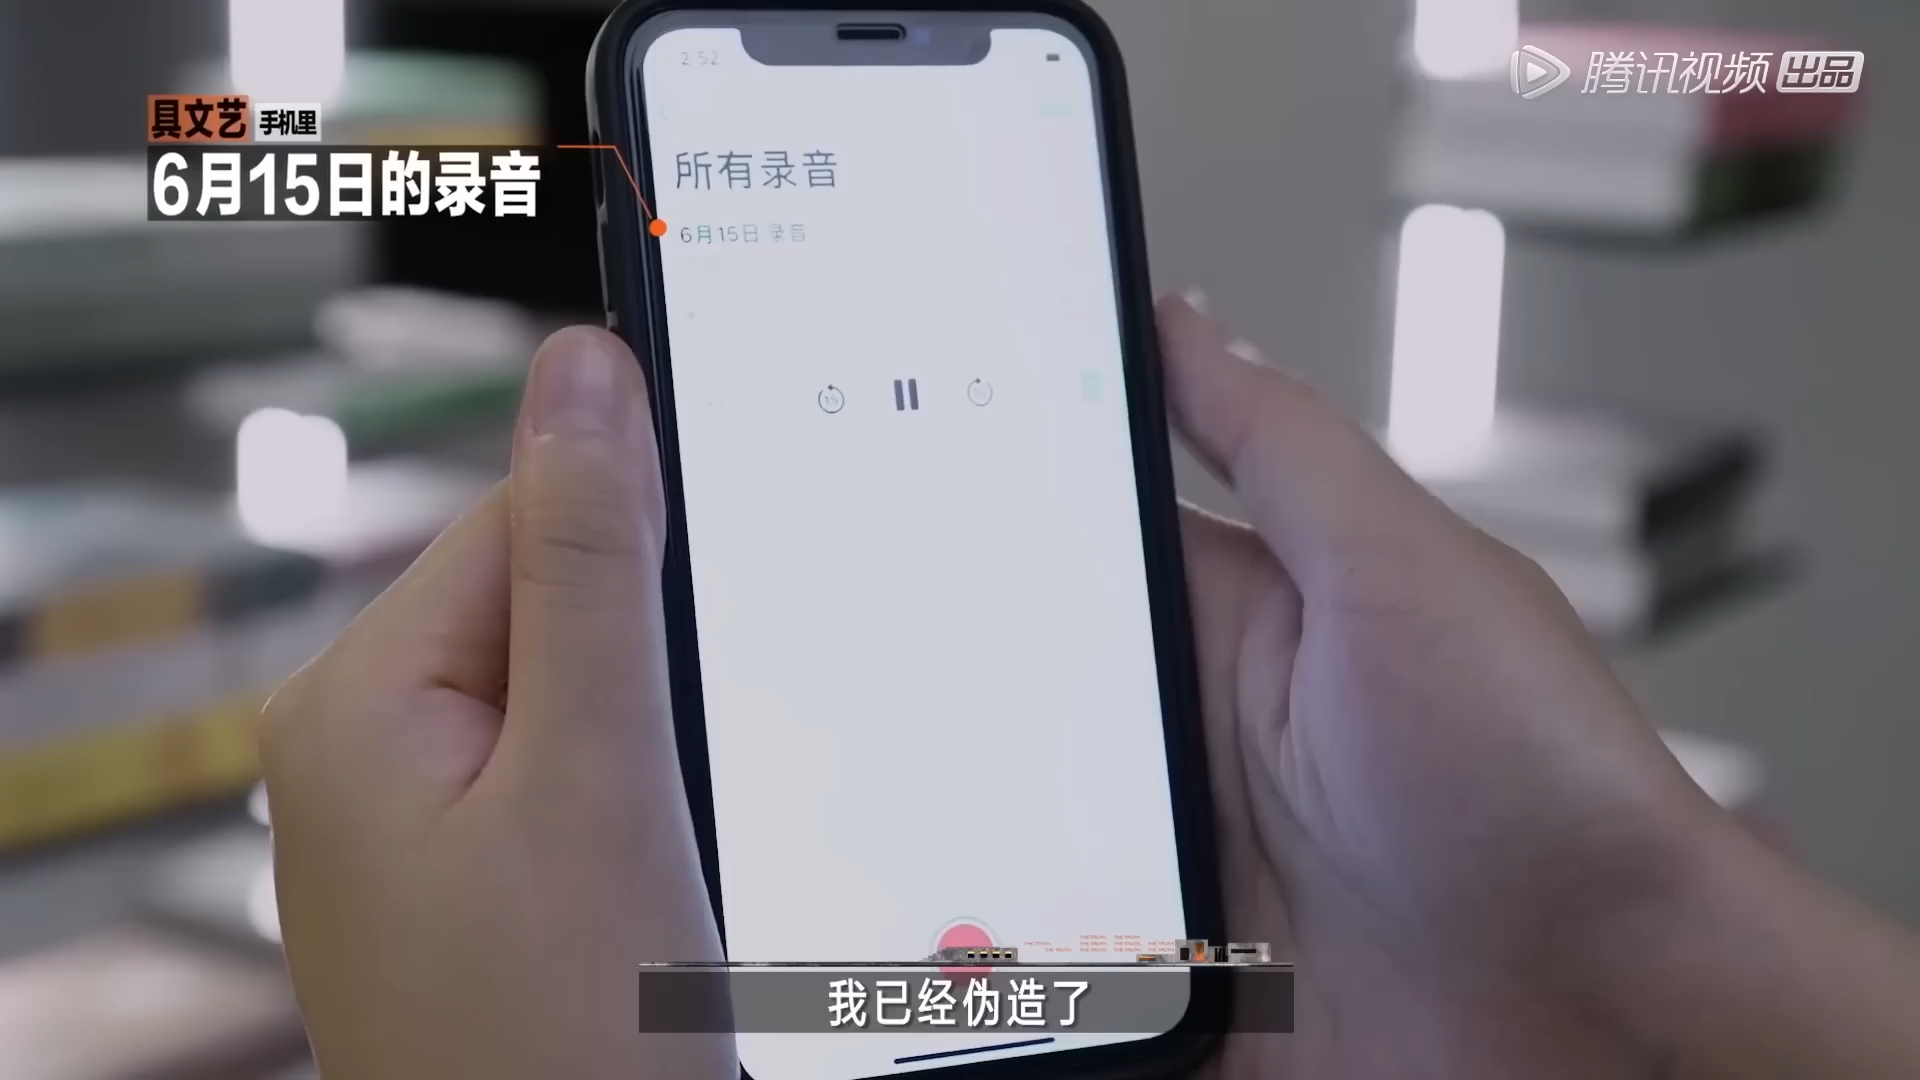 腾讯视频 出品
具文艺 手机里
6月15日的录音
2:52
所有录音
6月15日 录音
15
我已经伪造了